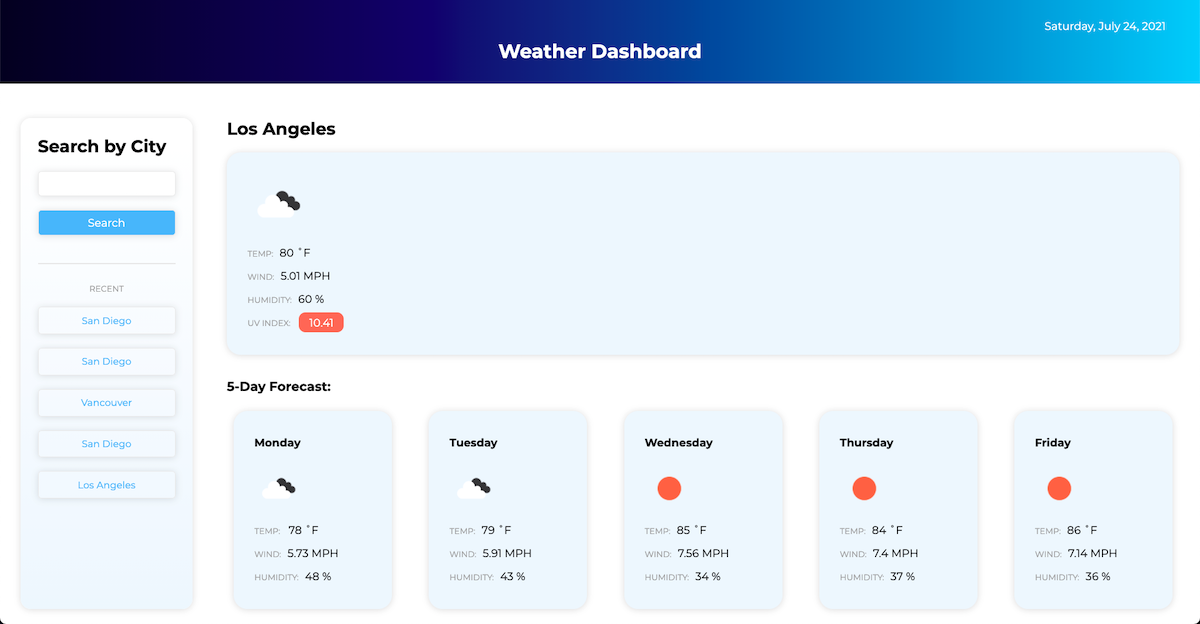 Saturday, July 24, 2021
Weather Dashboard
Search by City
Search
RECENT
San Diego
San Diego
Vancouver
San Diego
Los Angeles
Los Angeles
TEMP: 80 °F
WIND: 5.01 MPH
HUMIDITY: 60 %
UV INDEX: 10.41
5-Day Forecast:
Monday
TEMP: 78 °F
WIND: 5.73 MPH
HUMIDITY: 48 %
Tuesday
TEMP: 79 °F
WIND: 5.91 MPH
HUMIDITY: 43 %
Wednesday
TEMP: 85 °F
WIND: 7.56 MPH
HUMIDITY: 34 %
Thursday
TEMP: 84 °F
WIND: 7.4 MPH
HUMIDITY: 37 %
Friday
TEMP: 86 °F
WIND: 7.14 MPH
HUMIDITY: 36 %